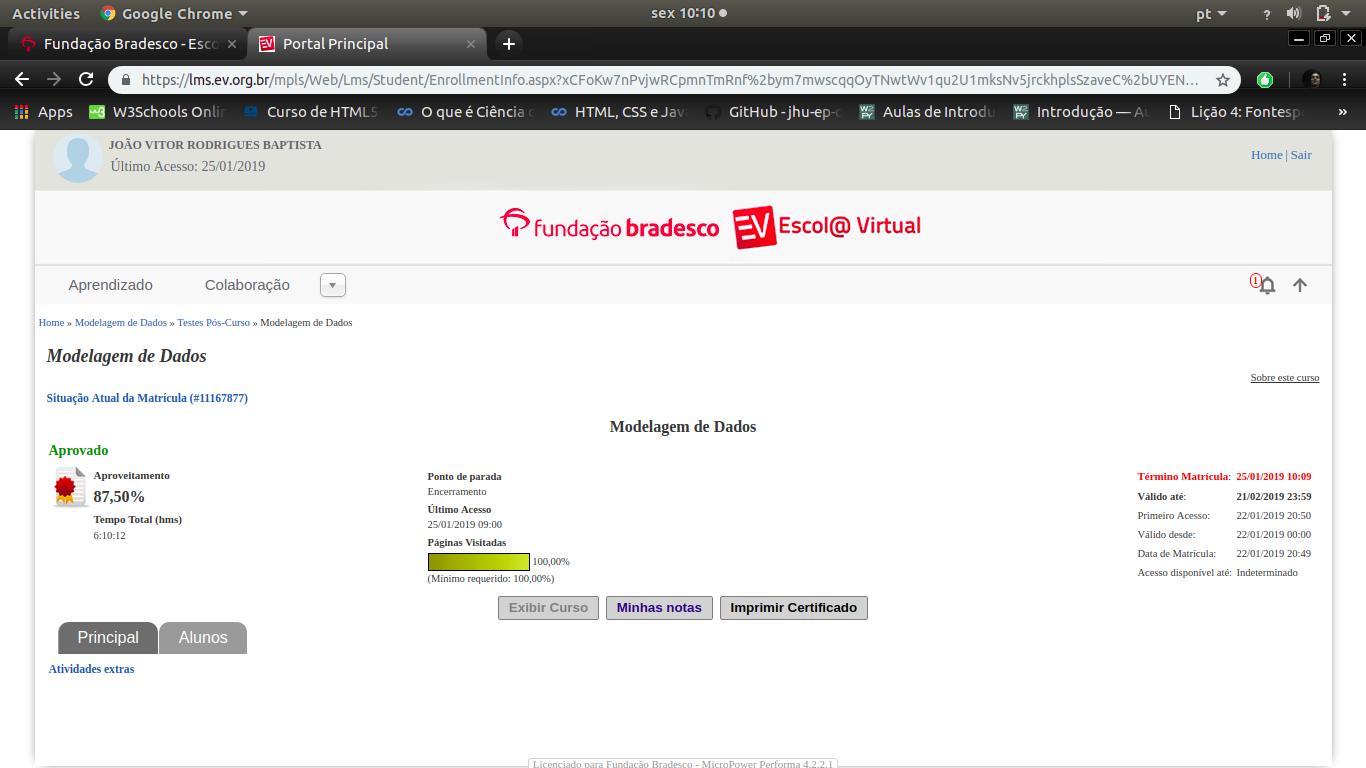 Activities Google Chrome sex 10:10 pt ?
Fundação Bradesco - Esco × Portal Principal × +
https://lms.ev.org.br/mpls/Web/Lms/Student/EnrollmentInfo.aspx?xCFoKw7nPvjwRCpmnTmRnf%2bym7mwscqqOyTNwtWv1qu2U1mksNv5jrckhplsSzaveC%2bUYEN...
Apps W3Schools Onlin Curso de HTML5 O que é Ciência HTML, CSS e Jav GitHub - jhu-ep- Aulas de Introdu Introdução — Au Lição 4: Fontesp »
JOÃO VITOR RODRIGUES BAPTISTA
Último Acesso: 25/01/2019
Home | Sair
fundação bradesco EV Escol@ Virtual
Aprendizado Colaboração 1
Home » Modelagem de Dados » Testes Pós-Curso » Modelagem de Dados
Modelagem de Dados
Sobre este curso
Situação Atual da Matrícula (#11167877)
Modelagem de Dados
Aprovado
Aproveitamento
87,50%
Tempo Total (hms)
6:10:12
Ponto de parada
Encerramento
Último Acesso
25/01/2019 09:00
Páginas Visitadas
100,00%
(Mínimo requerido: 100,00%)
Término Matrícula: 25/01/2019 10:09
Válido até: 21/02/2019 23:59
Primeiro Acesso: 22/01/2019 20:50
Válido desde: 22/01/2019 00:00
Data de Matrícula: 22/01/2019 20:49
Acesso disponível até: Indeterminado
Exibir Curso Minhas notas Imprimir Certificado
Principal Alunos
Atividades extras
Licenciado para Fundação Bradesco - MicroPower Performa 4.2.2.1